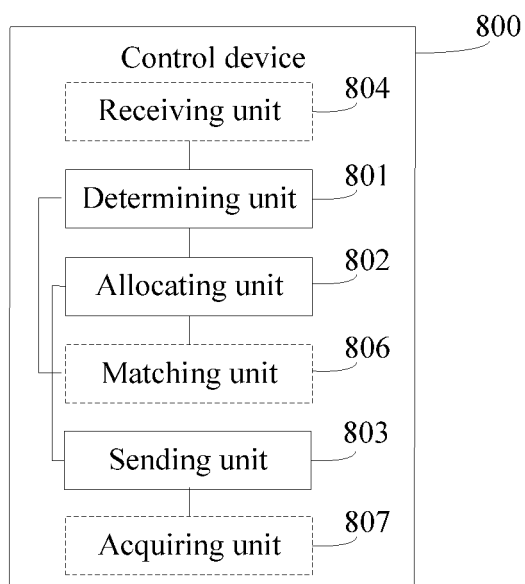 800
Control device
804
Receiving unit
801
Determining unit
802
Allocating unit
806
Matching unit
803
Sending unit
807
Acquiring unit